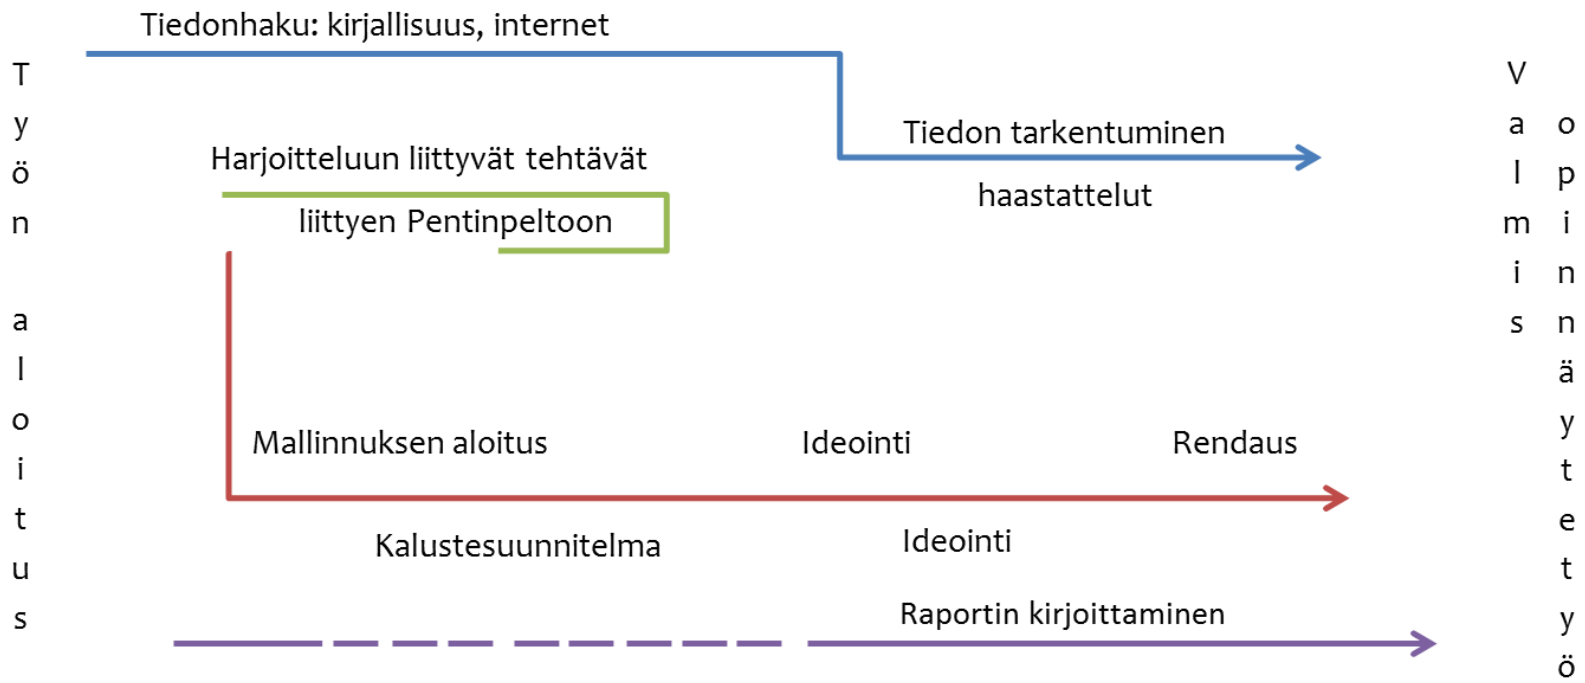 Työn aloitus
Tiedonhaku: kirjallisuus, internet
Tiedon tarkentuminen
haastattelut
Harjoitteluun liittyvät tehtävät
liittyen Pentinpeltoon
Mallinnuksen aloitus
Ideointi
Rendaus
Kalustesuunnitelma
Ideointi
Raportin kirjoittaminen
Valmis
opinnäytetyö